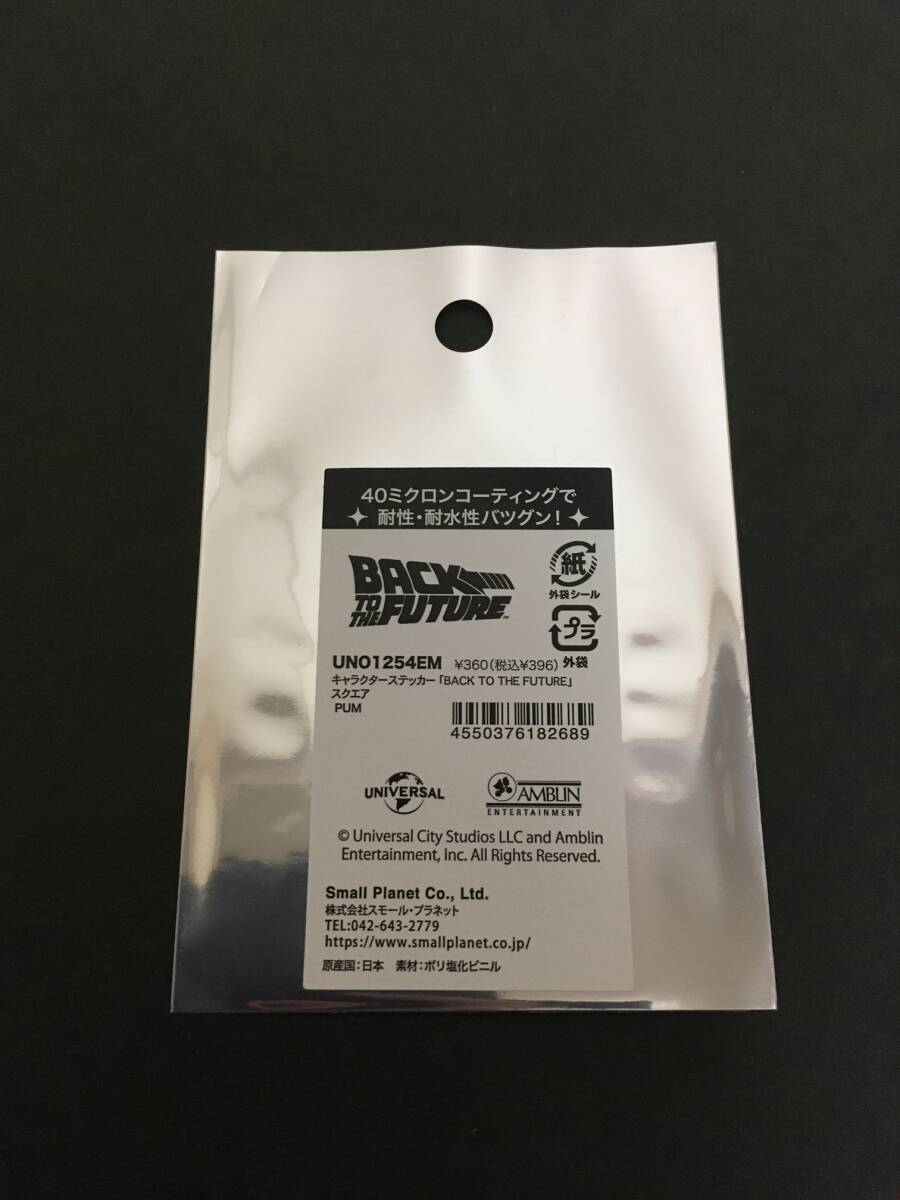 40ミクロンコーティングで
耐性・耐水性バツグン！
BACK
TO
THE FUTURE™
紙
外袋シール
プラ
外袋
UNO1254EM ¥360(税込¥396)
キャラクターステッカー「BACK TO THE FUTURE」
スクエア
PUM
4550376182689
UNIVERSAL
AMBLIN
ENTERTAINMENT
© Universal City Studios LLC and Amblin
Entertainment, Inc. All Rights Reserved.
Small Planet Co., Ltd.
株式会社スモール・プラネット
TEL:042-643-2779
https://www.smallplanet.co.jp/
原産国：日本 素材：ポリ塩化ビニル